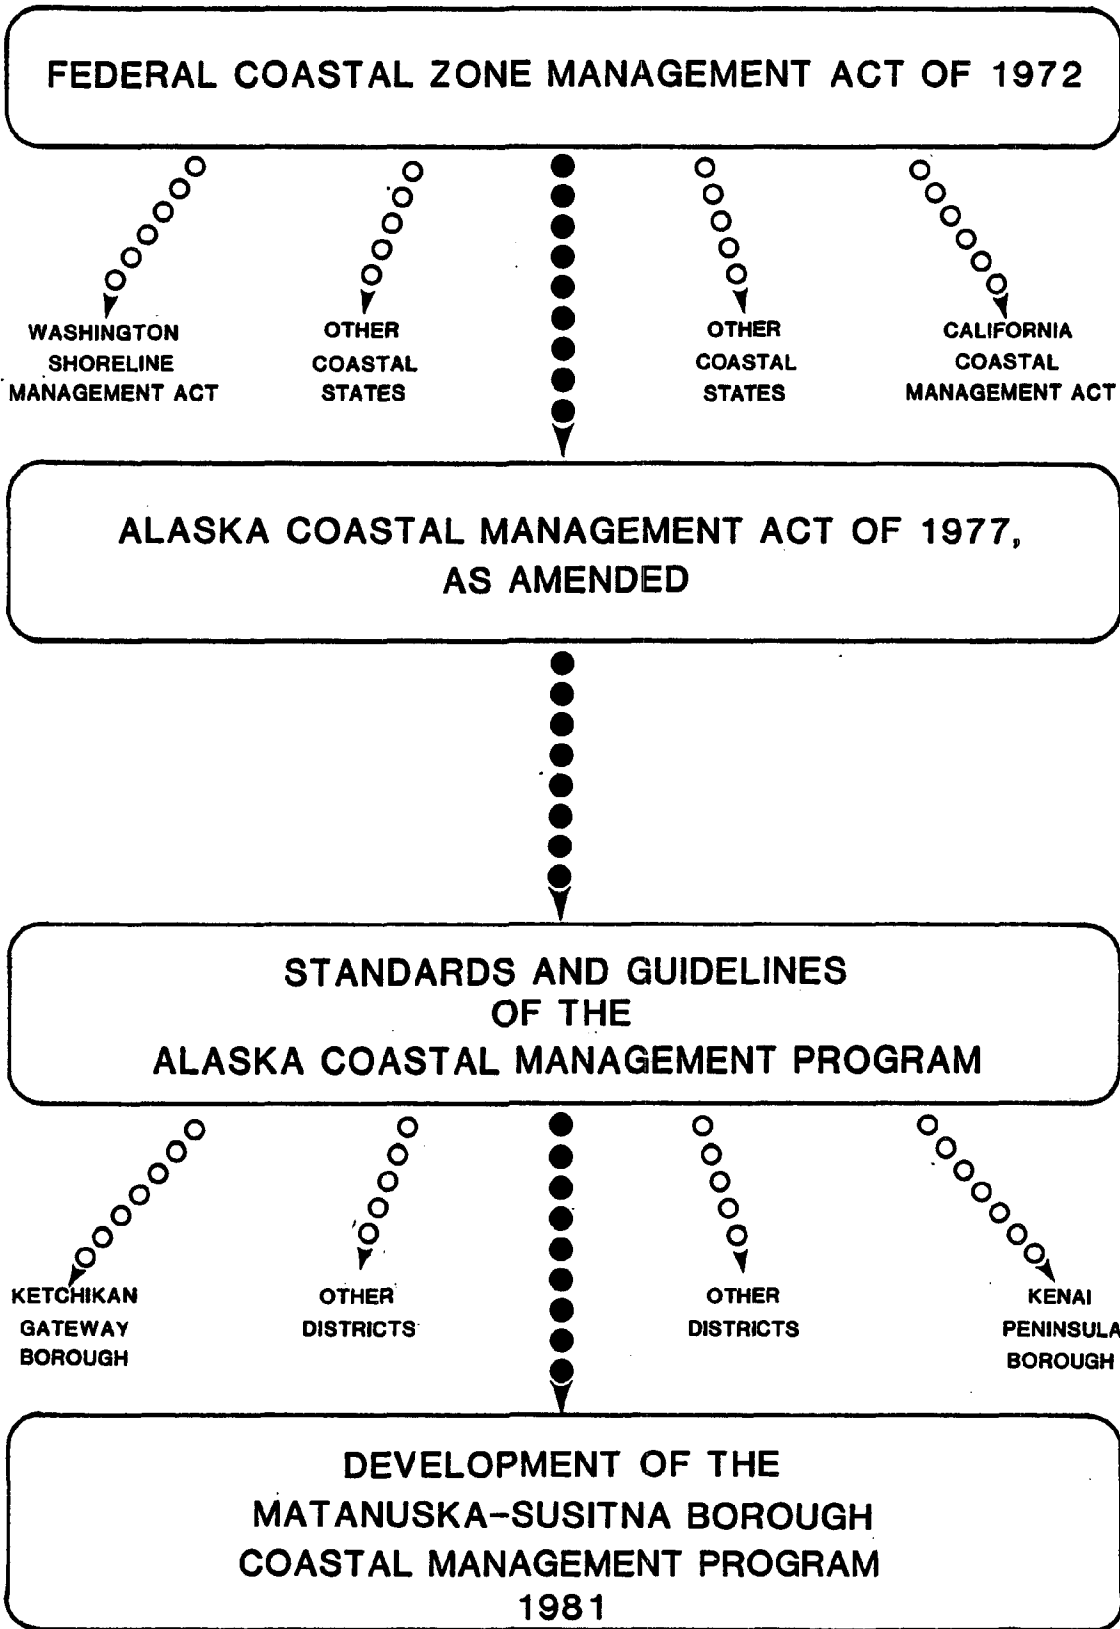 FEDERAL COASTAL ZONE MANAGEMENT ACT OF 1972
WASHINGTON
SHORELINE
MANAGEMENT ACT
OTHER
COASTAL
STATES
OTHER
COASTAL
STATES
CALIFORNIA
COASTAL
MANAGEMENT ACT
ALASKA COASTAL MANAGEMENT ACT OF 1977,
AS AMENDED
STANDARDS AND GUIDELINES
OF THE
ALASKA COASTAL MANAGEMENT PROGRAM
KETCHIKAN
GATEWAY
BOROUGH
OTHER
DISTRICTS
OTHER
DISTRICTS
KENAI
PENINSULA
BOROUGH
DEVELOPMENT OF THE
MATANUSKA-SUSITNA BOROUGH
COASTAL MANAGEMENT PROGRAM
1981